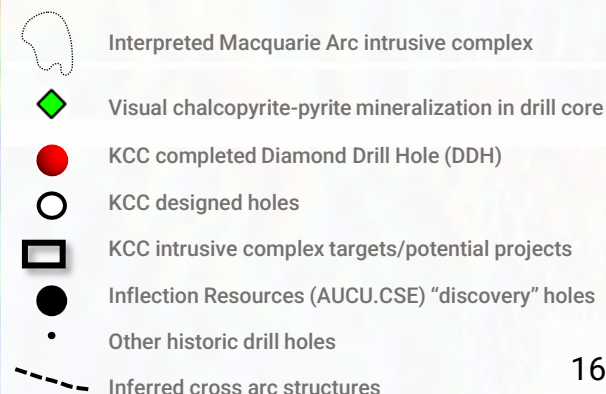 Interpreted Macquarie Arc intrusive complex
Visual chalcopyrite-pyrite mineralization in drill core
KCC completed Diamond Drill Hole (DDH)
KCC designed holes
KCC intrusive complex targets/potential projects
Inflection Resources (AUCU.CSE) “discovery” holes
Other historic drill holes
16
Inferred cross arc structures